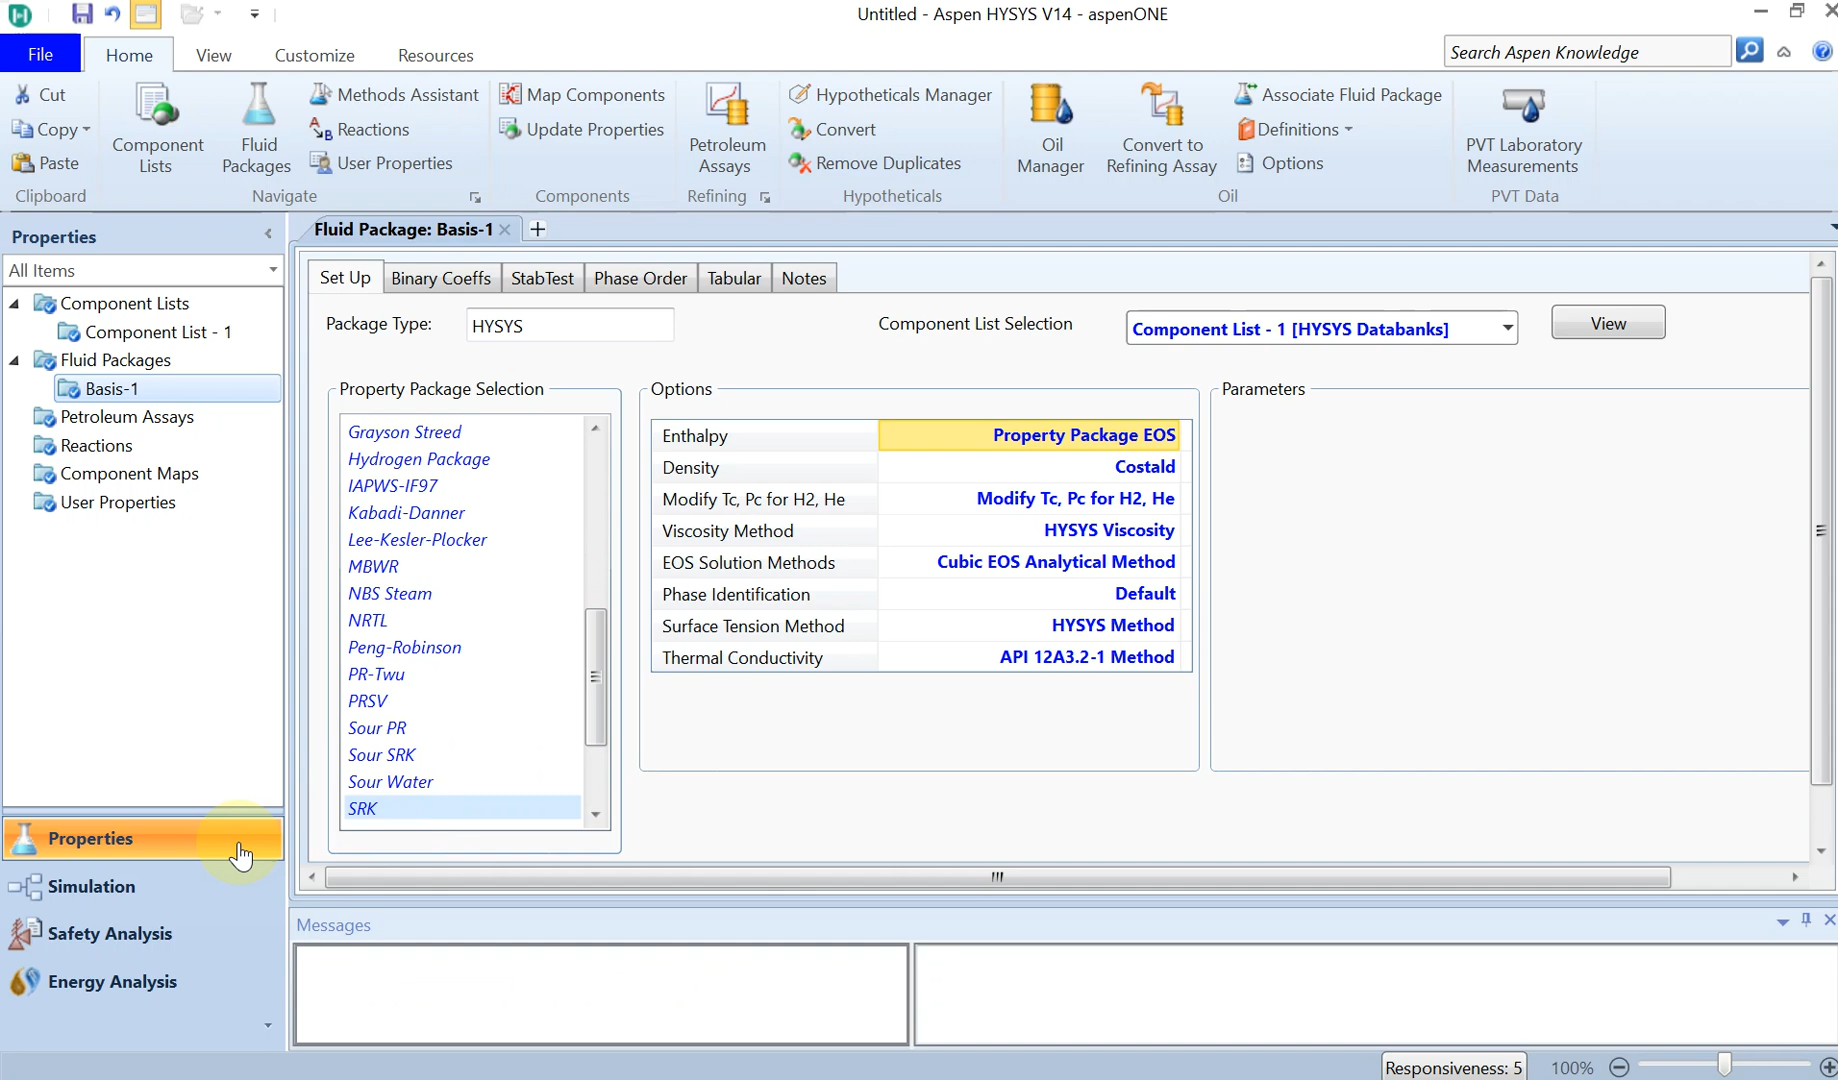 Untitled - Aspen HYSYS V14 - aspenONE
File
Home
View
Customize
Resources
Search Aspen Knowledge
Cut
Copy
Paste
Clipboard
Component
Lists
Fluid
Packages
Methods Assistant
Reactions
User Properties
Navigate
Map Components
Update Properties
Components
Petroleum
Assays
Refining
Hypotheticals Manager
Convert
Remove Duplicates
Hypotheticals
Oil
Manager
Convert to
Refining Assay
Associate Fluid Package
Definitions
Options
Oil
PVT Laboratory
Measurements
PVT Data
Properties
All Items
Component Lists
Component List - 1
Fluid Packages
Basis-1
Petroleum Assays
Reactions
Component Maps
User Properties
Properties
Simulation
Safety Analysis
Energy Analysis
Fluid Package: Basis-1
Set Up
Binary Coeffs
StabTest
Phase Order
Tabular
Notes
Package Type:
HYSYS
Component List Selection
Component List - 1 [HYSYS Databanks]
View
Property Package Selection
Grayson Streed
Hydrogen Package
IAPWS-IF97
Kabadi-Danner
Lee-Kesler-Plocker
MBWR
NBS Steam
NRTL
Peng-Robinson
PR-Twu
PRSV
Sour PR
Sour SRK
Sour Water
SRK
Options
Enthalpy Property Package EOS
Density Costald
Modify Tc, Pc for H2, He Modify Tc, Pc for H2, He
Viscosity Method HYSYS Viscosity
EOS Solution Methods Cubic EOS Analytical Method
Phase Identification Default
Surface Tension Method HYSYS Method
Thermal Conductivity API 12A3.2-1 Method
Parameters
Messages
Responsiveness: 5
100%